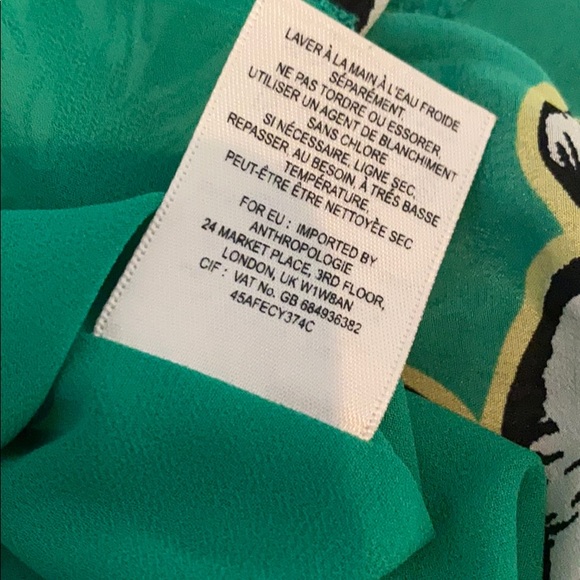 LAVER À LA MAIN À L'EAU FROIDE
SÉPARÉMENT.
NE PAS TORDRE OU ESSORER
UTILISER UN AGENT DE BLANCHIMENT
SANS CHLORE
SI NÉCESSAIRE, LIGNE SEC,
REPASSER AU BESOIN, À TRÈS BASSE
TEMPÉRATURE,
PEUT-ÊTRE ÊTRE NETTOYÉE SEC
FOR EU : IMPORTED BY
ANTHROPOLOGIE
24 MARKET PLACE, 3RD FLOOR,
LONDON, UK W1W8AN
CIF : VAT No. GB 684936382
45AFECY374C